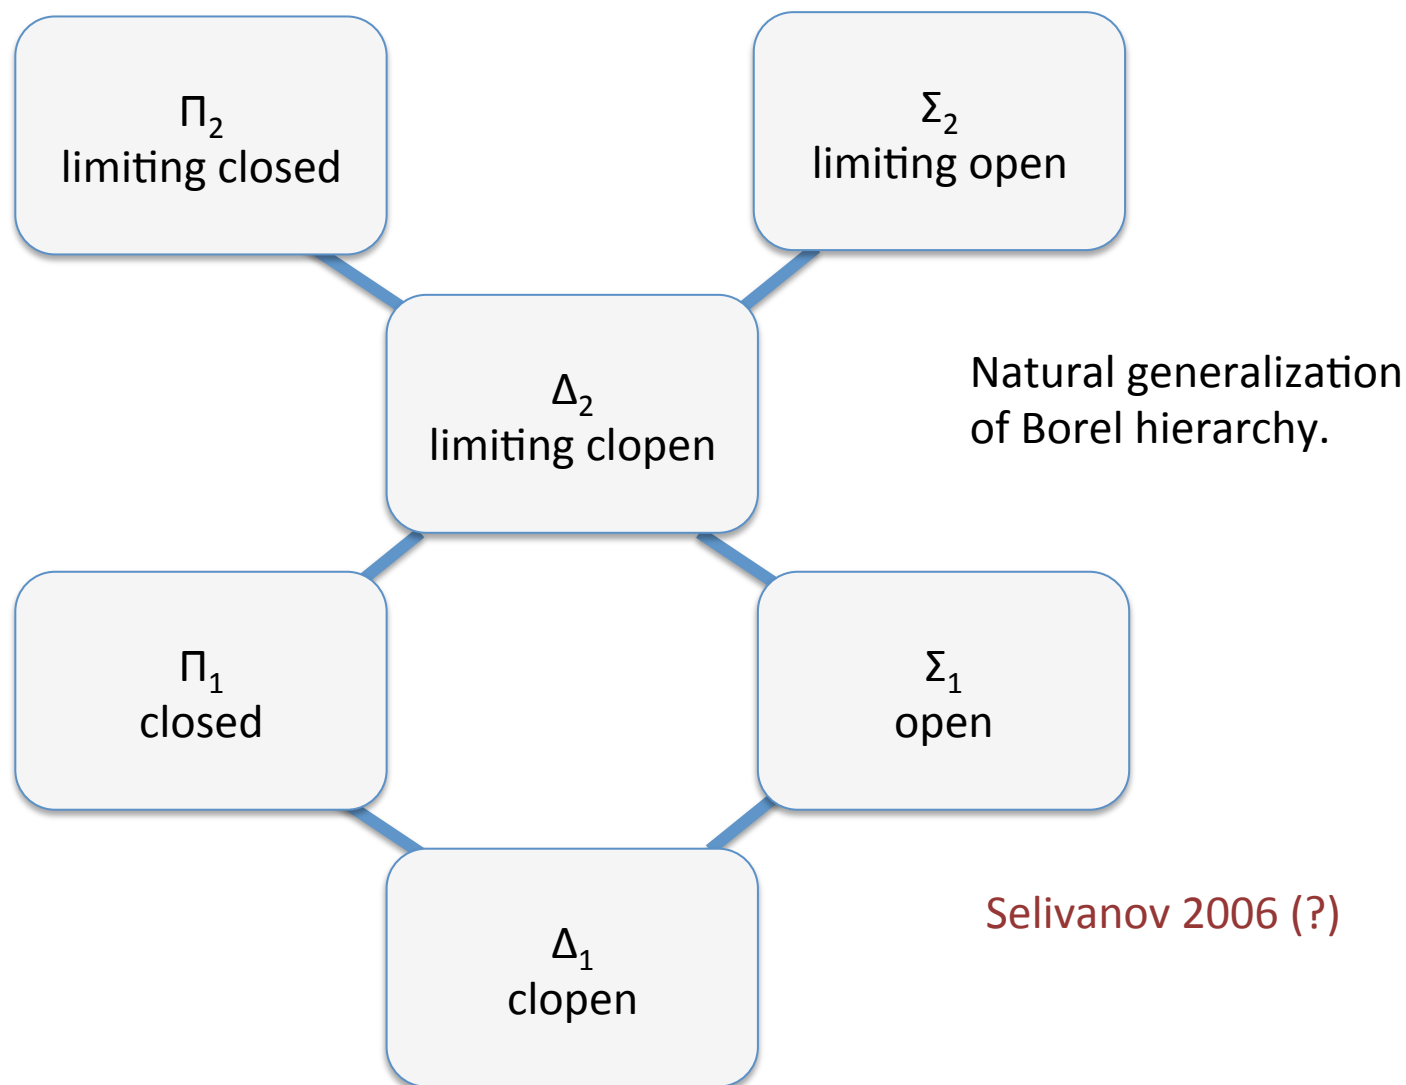 Π₂
limiting closed
Σ₂
limiting open
Δ₂
limiting clopen
Natural generalization
of Borel hierarchy.
Π₁
closed
Σ₁
open
Δ₁
clopen
Selivanov 2006 (?)